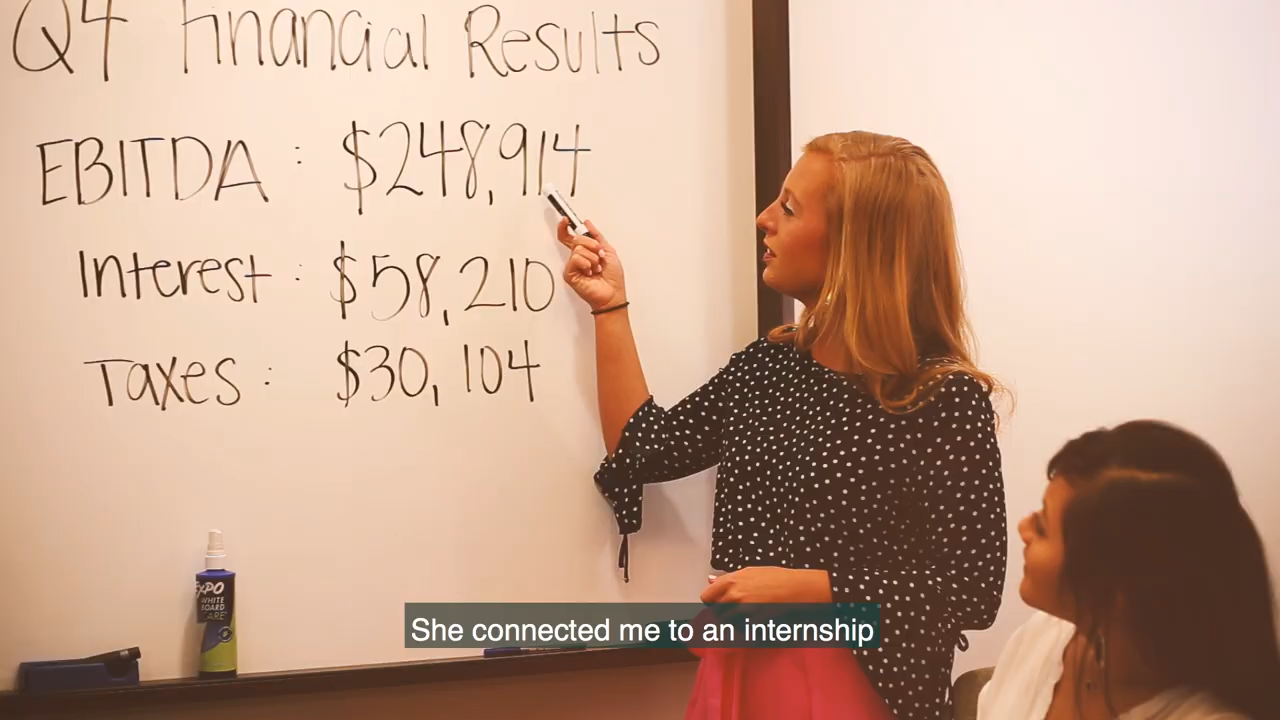 Q4 Financial Results
EBITDA : $248,914
Interest : $58,210
Taxes : $30,104
EXPO
WHITE
BOARD
CARE
She connected me to an internship